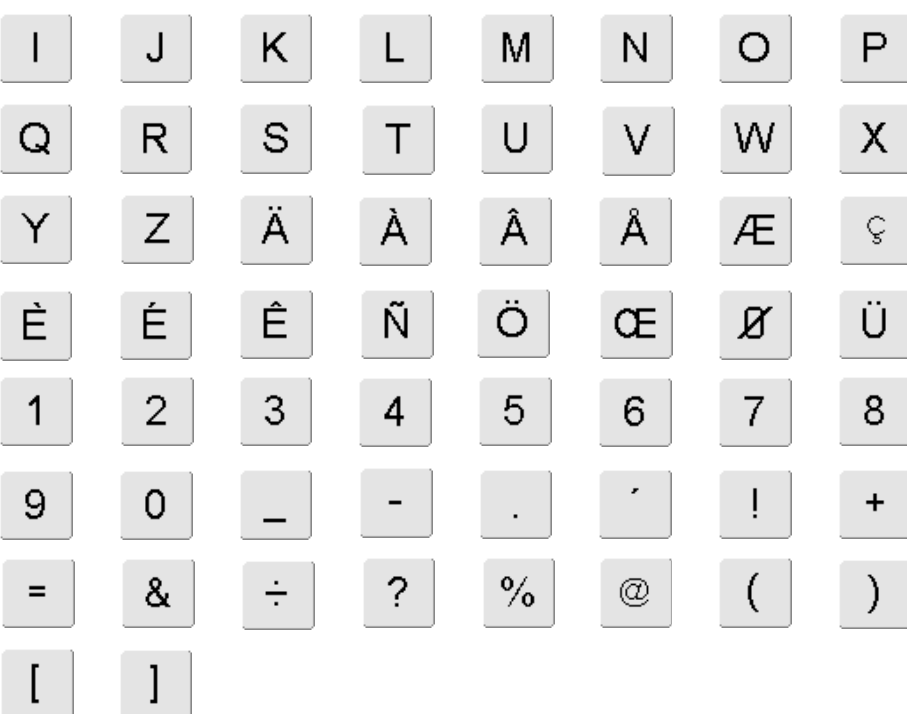 I J K L M N O P
Q R S T U V W X
Y Z Ä À Â Å Æ ç
È É Ê Ñ Ö Œ Ø Ü
1 2 3 4 5 6 7 8
9 0 _ - . ´ ! +
= & ÷ ? % @ ( )
[ ]